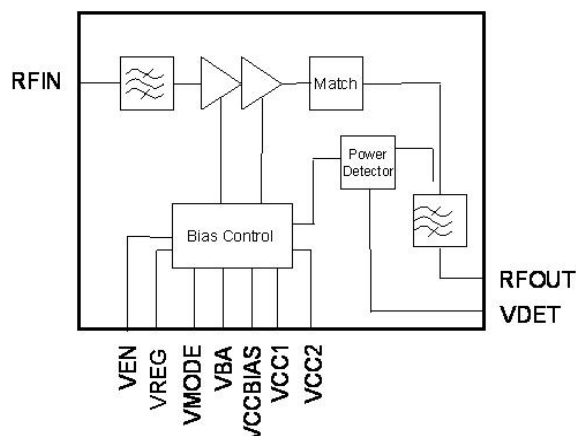 RFIN
Match
Power
Detector
Bias Control
RFOUT
VDET
VEN
VREG
VMODE
VBA
VCCBIAS
VCC1
VCC2